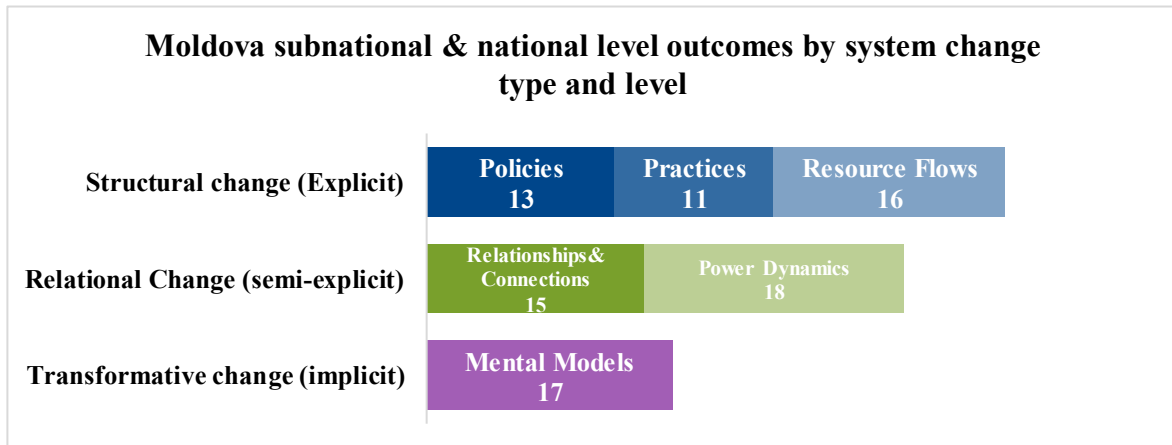 Moldova subnational & national level outcomes by system change
type and level
Structural change (Explicit)
Policies
13
Practices
11
Resource Flows
16
Relational Change (semi-explicit)
Relationships&
Connections
15
Power Dynamics
18
Transformative change (implicit)
Mental Models
17